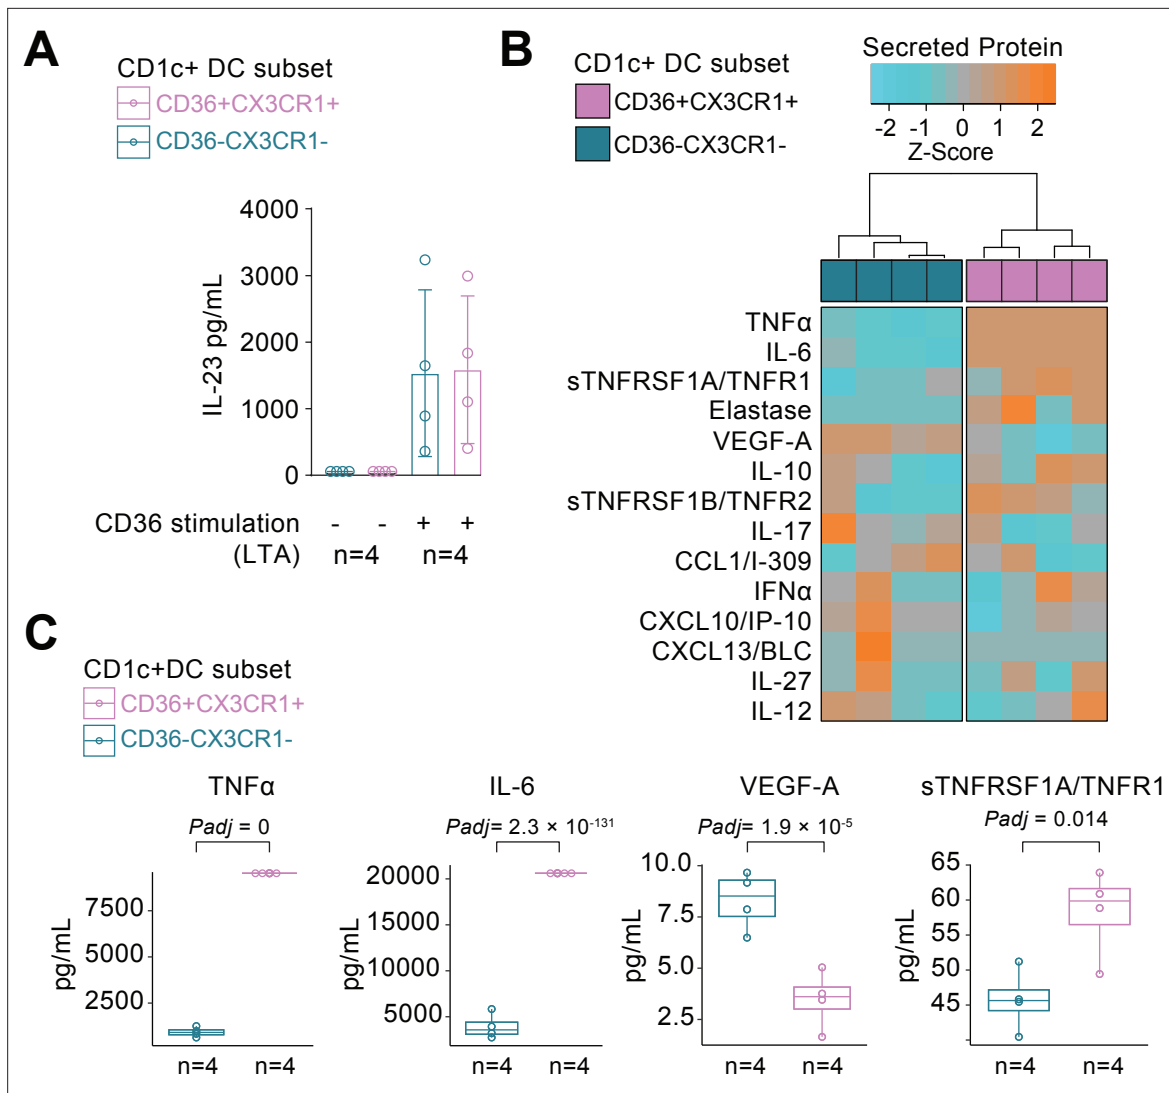 A
CD1c+ DC subset
CD36+CX3CR1+
CD36-CX3CR1-
4000
3000
2000
1000
0
IL-23 pg/mL
CD36 stimulation - - + +
(LTA) n=4 n=4
B
CD1c+ DC subset
CD36+CX3CR1+
CD36-CX3CR1-
Secreted Protein
-2 -1 0 1 2
Z-Score
TNFα
IL-6
sTNFRSF1A/TNFR1
Elastase
VEGF-A
IL-10
sTNFRSF1B/TNFR2
IL-17
CCL1/I-309
IFNα
CXCL10/IP-10
CXCL13/BLC
IL-27
IL-12
C
CD1c+DC subset
CD36+CX3CR1+
CD36-CX3CR1-
TNFα
Padj = 0
7500
5000
2500
pg/mL
n=4 n=4
IL-6
Padj= 2.3 × 10⁻¹³¹
20000
15000
10000
5000
pg/mL
n=4 n=4
VEGF-A
Padj= 1.9 × 10⁻⁵
10.0
7.5
5.0
2.5
pg/mL
n=4 n=4
sTNFRSF1A/TNFR1
Padj = 0.014
65
60
55
50
45
pg/mL
n=4 n=4